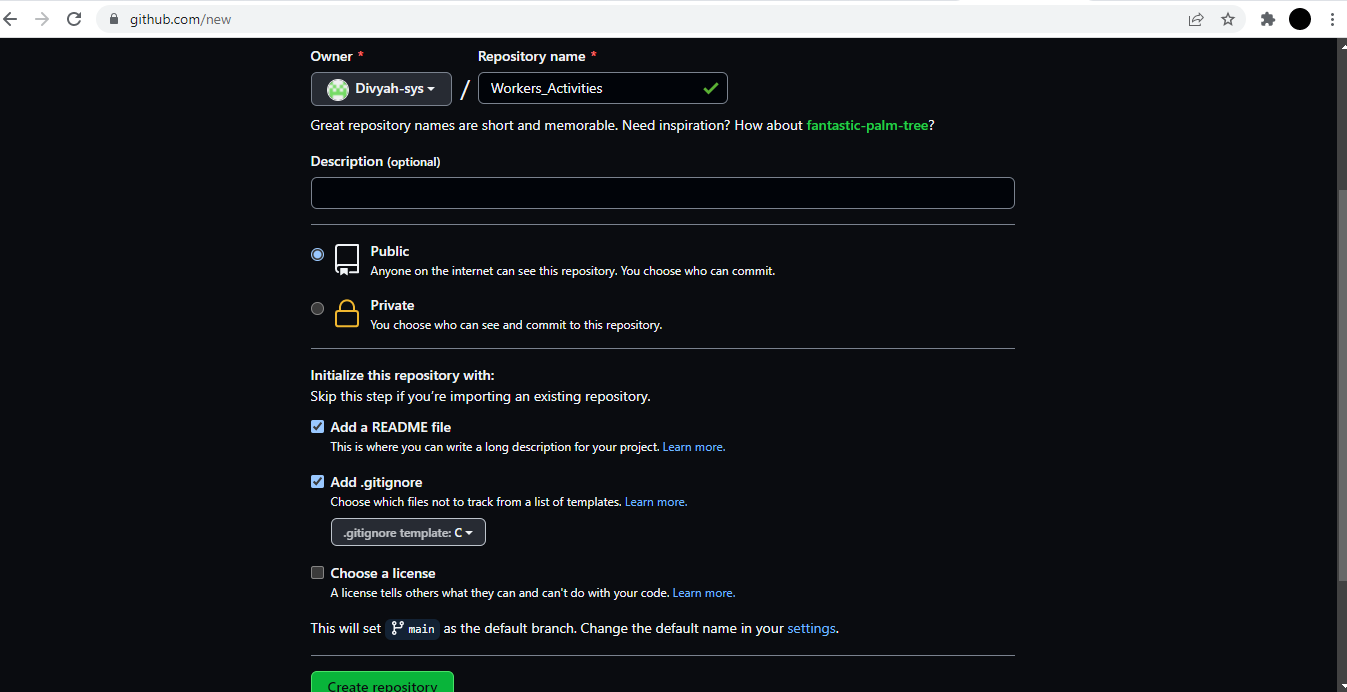 github.com/new
Owner * Repository name *
Divyah-sys / Workers_Activities
Great repository names are short and memorable. Need inspiration? How about fantastic-palm-tree?
Description (optional)
Public
Anyone on the internet can see this repository. You choose who can commit.
Private
You choose who can see and commit to this repository.
Initialize this repository with:
Skip this step if you’re importing an existing repository.
Add a README file
This is where you can write a long description for your project. Learn more.
Add .gitignore
Choose which files not to track from a list of templates. Learn more.
.gitignore template: C
Choose a license
A license tells others what they can and can't do with your code. Learn more.
This will set main as the default branch. Change the default name in your settings.
Create repository